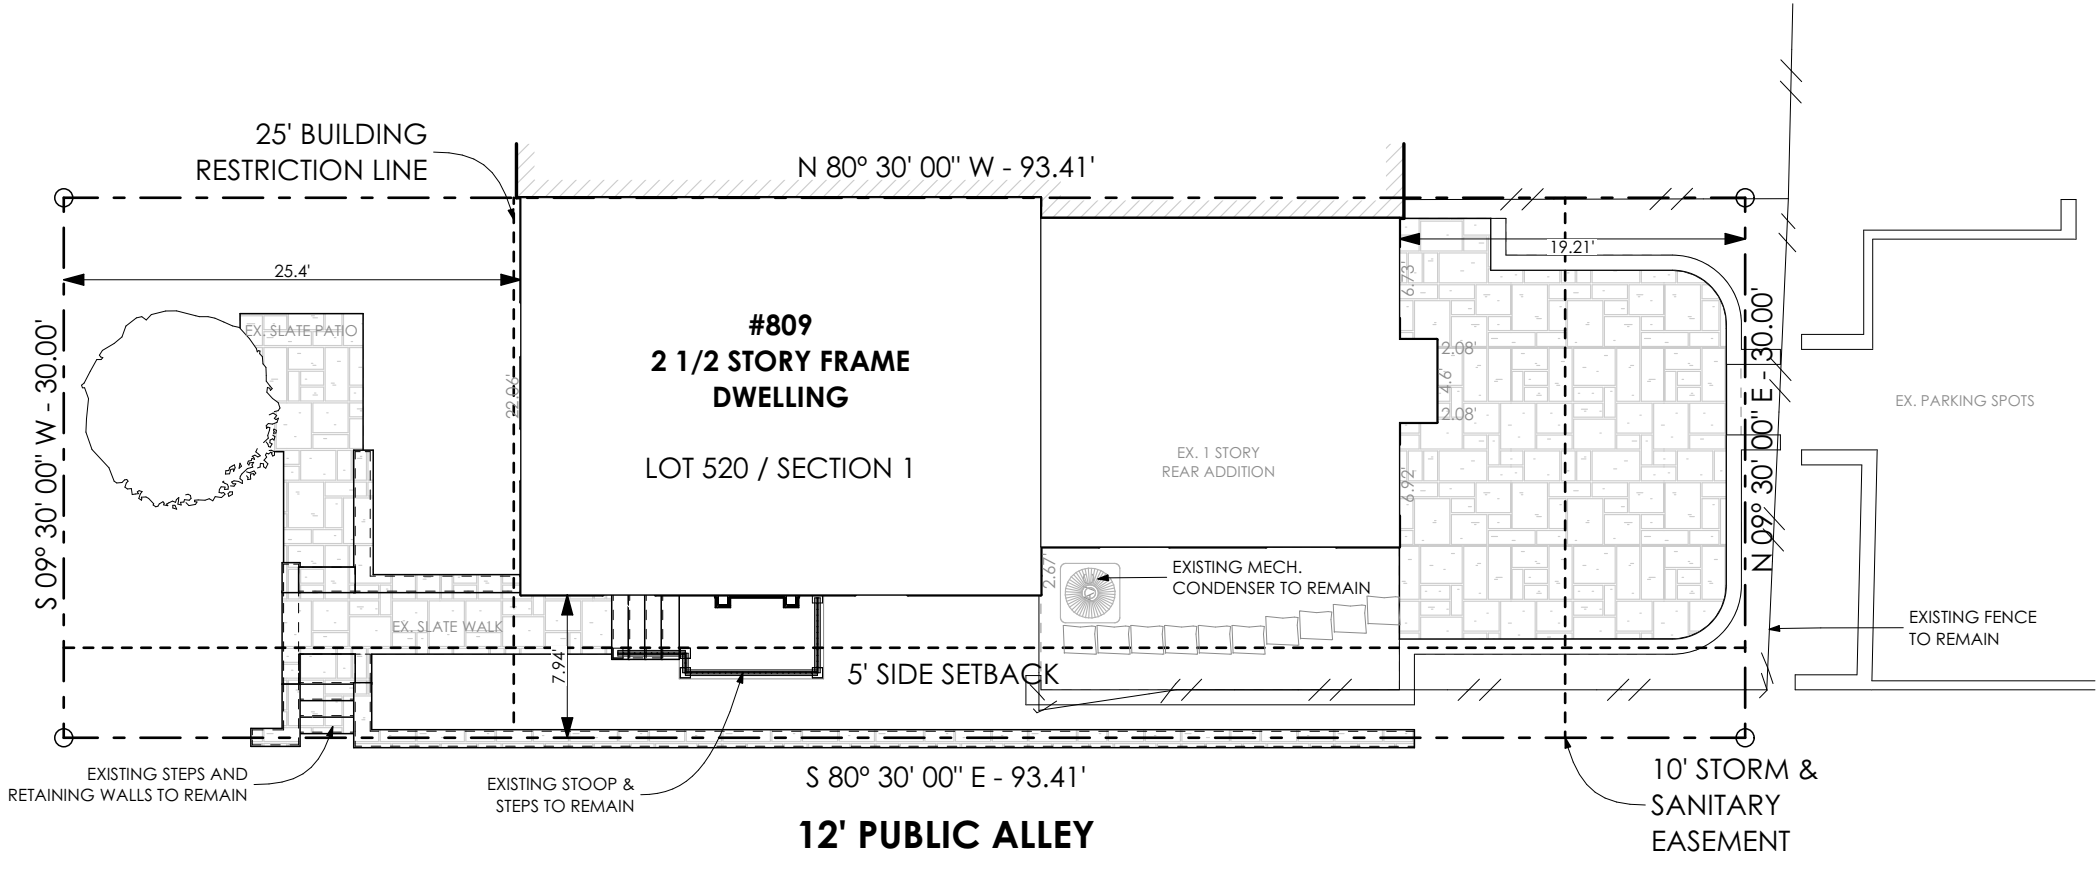 25' BUILDING
RESTRICTION LINE
N 80° 30' 00" W - 93.41'
25.4'
19.21'
6.73'
EX. SLATE PATIO
#809
2 1/2 STORY FRAME
DWELLING
LOT 520 / SECTION 1
22.06'
2.08'
4.6'
2.08'
S 09° 30' 00" W - 30.00'
N 09° 30' 00" E - 30.00'
EX. PARKING SPOTS
EX. 1 STORY
REAR ADDITION
6.92'
2.67'
EXISTING MECH.
CONDENSER TO REMAIN
EX. SLATE WALK
EXISTING FENCE
TO REMAIN
7.94'
5' SIDE SETBACK
EXISTING STEPS AND
RETAINING WALLS TO REMAIN
EXISTING STOOP &
STEPS TO REMAIN
S 80° 30' 00" E - 93.41'
12' PUBLIC ALLEY
10' STORM &
SANITARY
EASEMENT